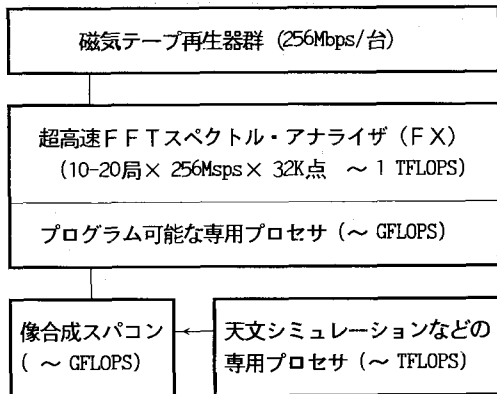 磁気テープ再生器群 (256Mbps/台)
超高速FFTスペクトル・アナライザ (FX)
(10-20局× 256Msps× 32K点 ～ 1 TFLOPS)
プログラム可能な専用プロセサ (～ GFLOPS)
像合成スパコン
( ～ GFLOPS)
天文シミュレーションなどの
専用プロセサ (～ TFLOPS)